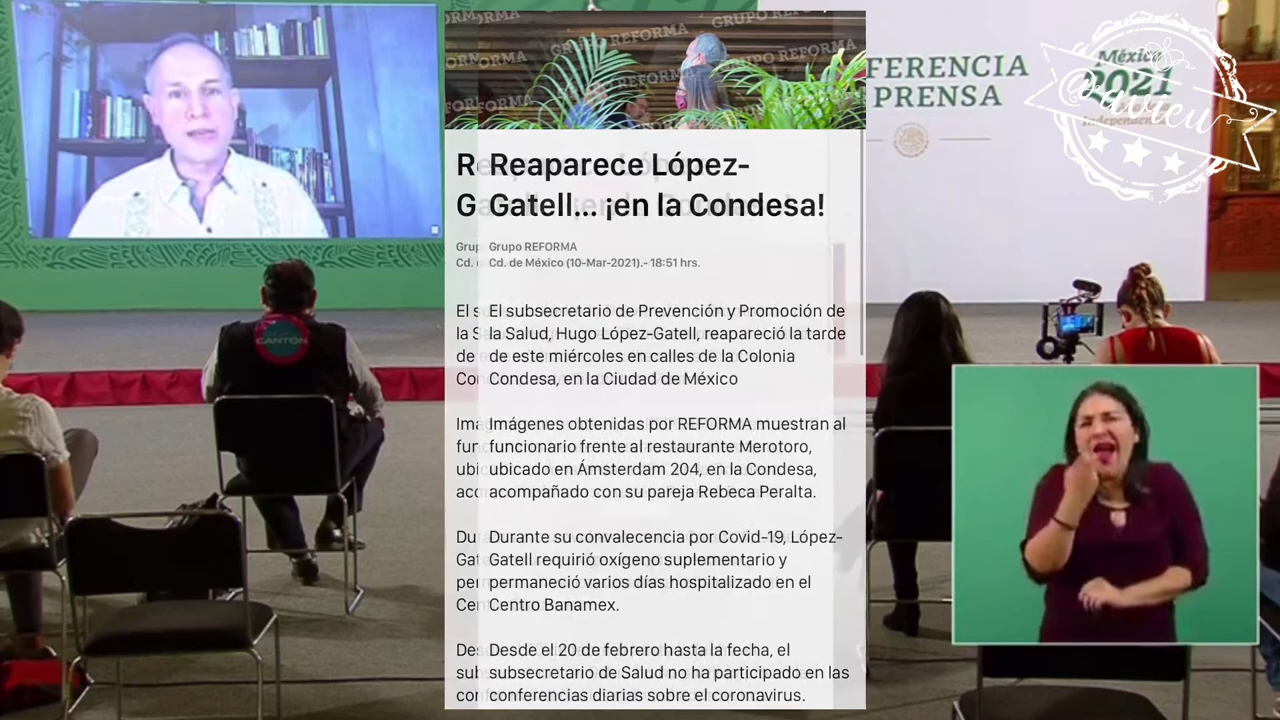 GRUPO REFORMA
GRUPO REFORMA
REFORMA
FERENCIA
PRENSA
México
2021
Reaparece López-
Gatell... ¡en la Condesa!
Grupo REFORMA
Cd. de México (10-Mar-2021).- 18:51 hrs.
El subsecretario de Prevención y Promoción de
la Salud, Hugo López-Gatell, reapareció la tarde
de este miércoles en calles de la Colonia
Condesa, en la Ciudad de México
Imágenes obtenidas por REFORMA muestran al
funcionario frente al restaurante Merotoro,
ubicado en Ámsterdam 204, en la Condesa,
acompañado con su pareja Rebeca Peralta.
Durante su convalecencia por Covid-19, López-
Gatell requirió oxígeno suplementario y
permaneció varios días hospitalizado en el
Centro Banamex.
Desde el 20 de febrero hasta la fecha, el
subsecretario de Salud no ha participado en las
conferencias diarias sobre el coronavirus.
CANTON